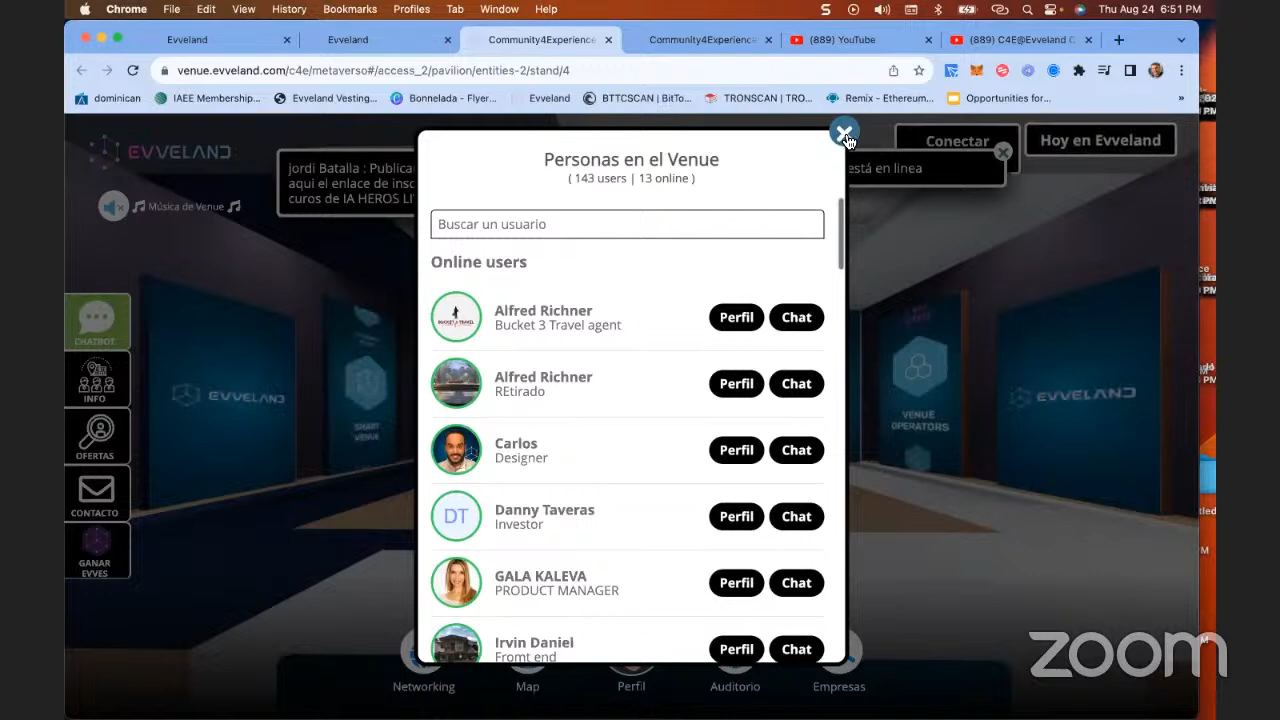 Chrome File Edit View History Bookmarks Profiles Tab Window Help
Thu Aug 24 6:51 PM
Evveland
Evveland
Community4Experience
Community4Experience
(889) YouTube
(889) C4E@Evveland C
venue.evveland.com/c4e/metaverso#/access_2/pavilion/entities-2/stand/4
dominican
IAEE Membership...
Evveland Vesting...
Bonnelada - Flyer...
Evveland
BTTCSCAN | BitTo...
TRONSCAN | TRO...
Remix - Ethereum...
Opportunities for...
EVVELAND
Música de Venue
jordi Batalla : Publica
aqui el enlace de insc
curos de IA HEROS LI
Conectar
Hoy en Evveland
está en linea
Personas en el Venue
( 143 users | 13 online )
Buscar un usuario
Online users
Alfred Richner
Bucket 3 Travel agent
Perfil Chat
Alfred Richner
REtirado
Perfil Chat
Carlos
Designer
Perfil Chat
DT
Danny Taveras
Investor
Perfil Chat
GALA KALEVA
PRODUCT MANAGER
Perfil Chat
Irvin Daniel
Fromt end
Perfil Chat
CHATBOT
INFO
OFERTAS
CONTACTO
GANAR
EVVES
EVVELAND
SMART
VENUE
VENUE
OPERATORS
EVVELAND
Networking
Map
Perfil
Auditorio
Empresas
zoom